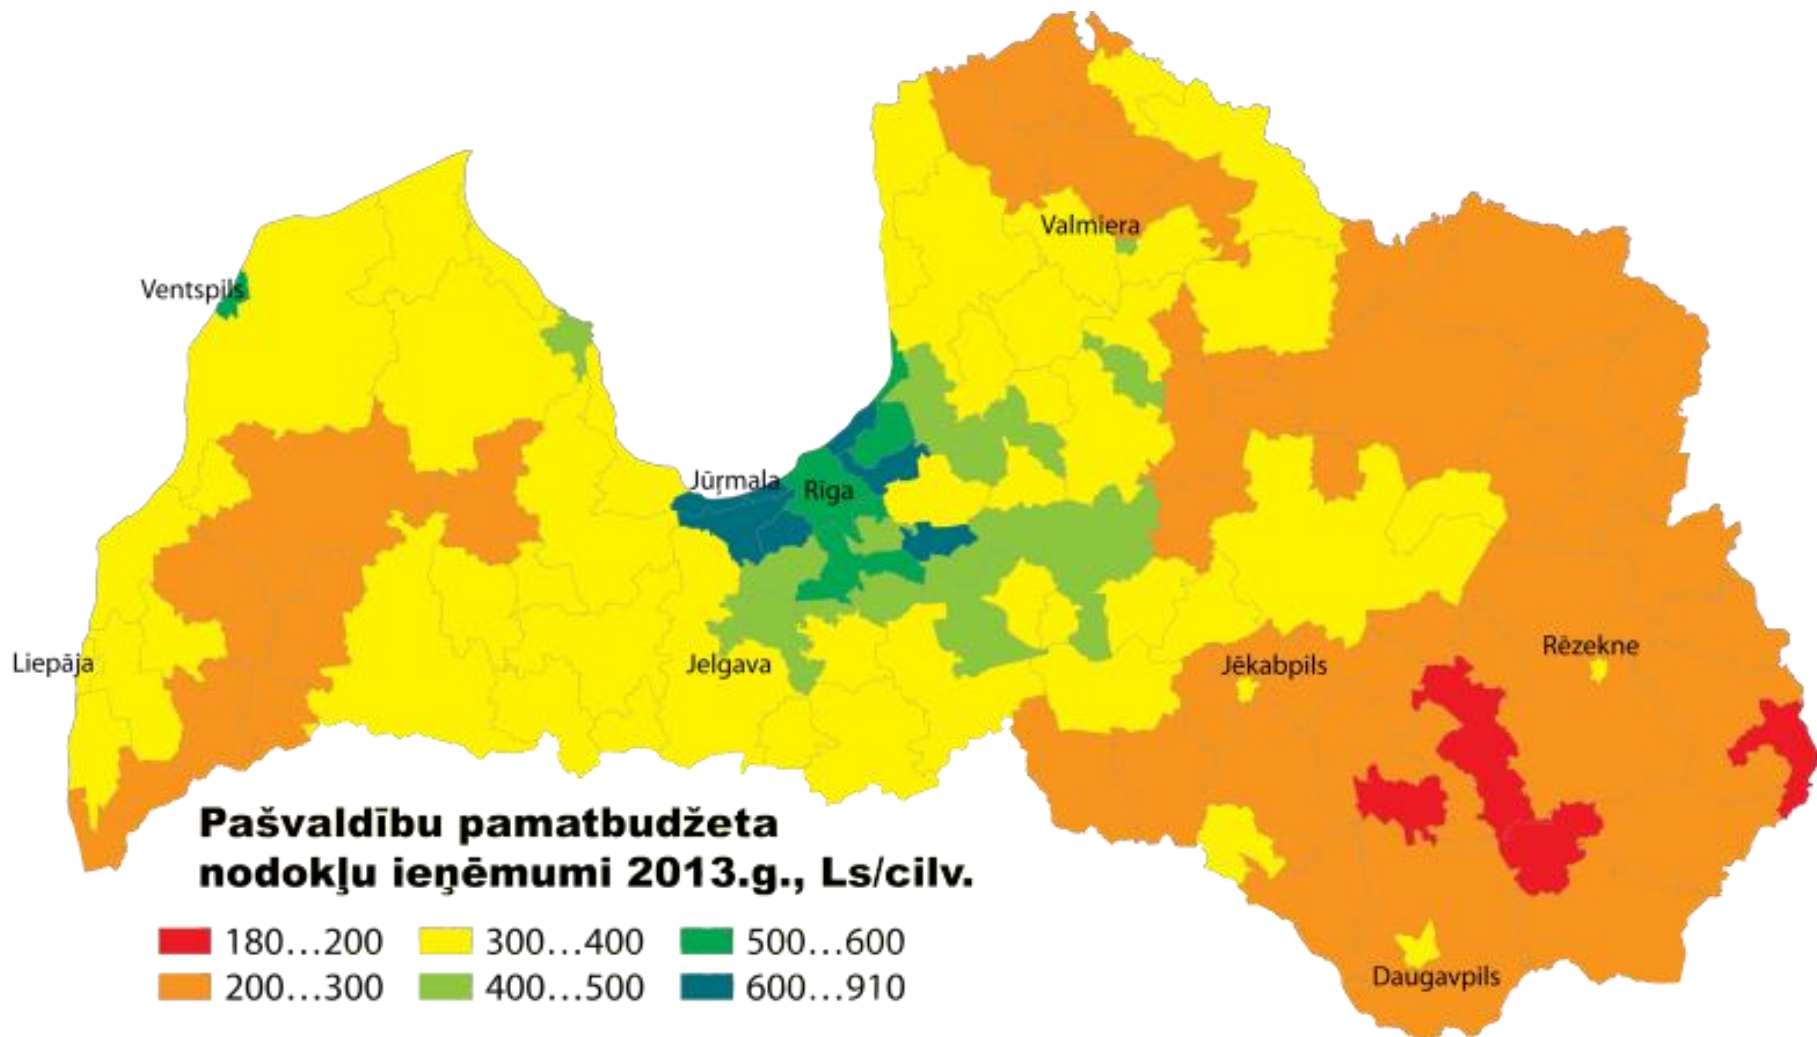 Valmiera
Ventspils
Jūrmala
Rīga
Rēzekne
Liepāja
Jelgava
Jēkabpils
Daugavpils
Pašvaldību pamatbudžeta
nodokļu ieņēmumi 2013.g., Ls/cilv.
180...200 300...400 500...600
200...300 400...500 600...910